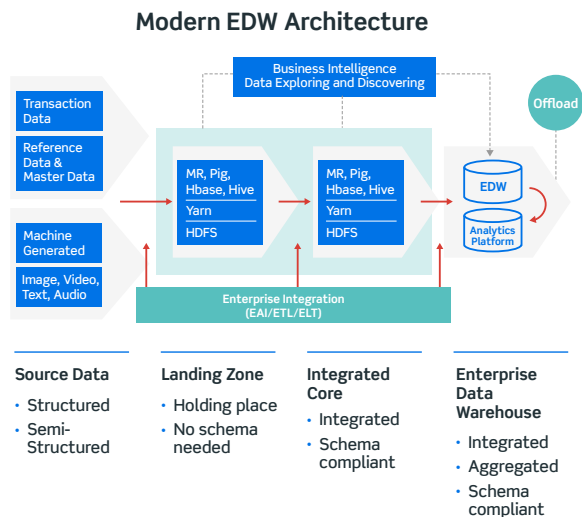 Modern EDW Architecture
Business Intelligence
Data Exploring and Discovering
Offload
Transaction
Data
Reference
Data &
Master Data
Machine
Generated
Image, Video,
Text, Audio
MR, Pig,
Hbase, Hive
Yarn
HDFS
MR, Pig,
Hbase, Hive
Yarn
HDFS
EDW
Analytics
Platform
Enterprise Integration
(EAI/ETL/ELT)
Source Data
• Structured
• Semi-
Structured
Landing Zone
• Holding place
• No schema
needed
Integrated
Core
• Integrated
• Schema
compliant
Enterprise
Data
Warehouse
• Integrated
• Aggregated
• Schema
compliant